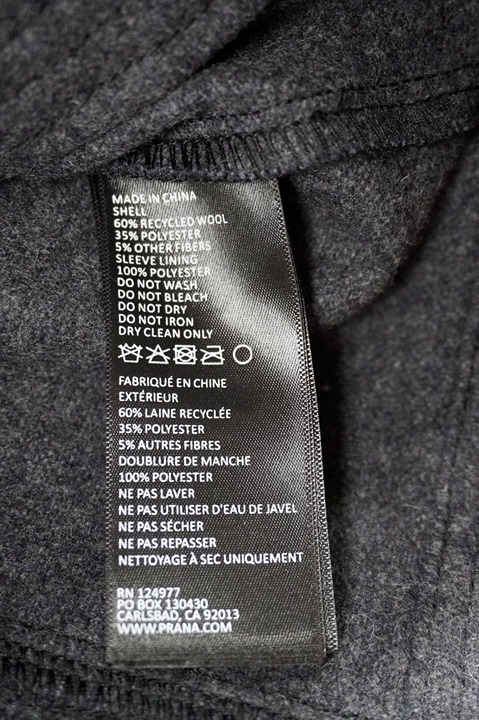 MADE IN CHINA
SHELL
60% RECYCLED WOOL
35% POLYESTER
5% OTHER FIBERS
SLEEVE LINING
100% POLYESTER
DO NOT WASH
DO NOT BLEACH
DO NOT DRY
DO NOT IRON
DRY CLEAN ONLY
FABRIQUÉ EN CHINE
EXTÉRIEUR
60% LAINE RECYCLÉE
35% POLYESTER
5% AUTRES FIBRES
DOUBLURE DE MANCHE
100% POLYESTER
NE PAS LAVER
NE PAS UTILISER D'EAU DE JAVEL
NE PAS SÉCHER
NE PAS REPASSER
NETTOYAGE À SEC UNIQUEMENT
RN 124977
PO BOX 130430
CARLSBAD, CA 92013
WWW.PRANA.COM